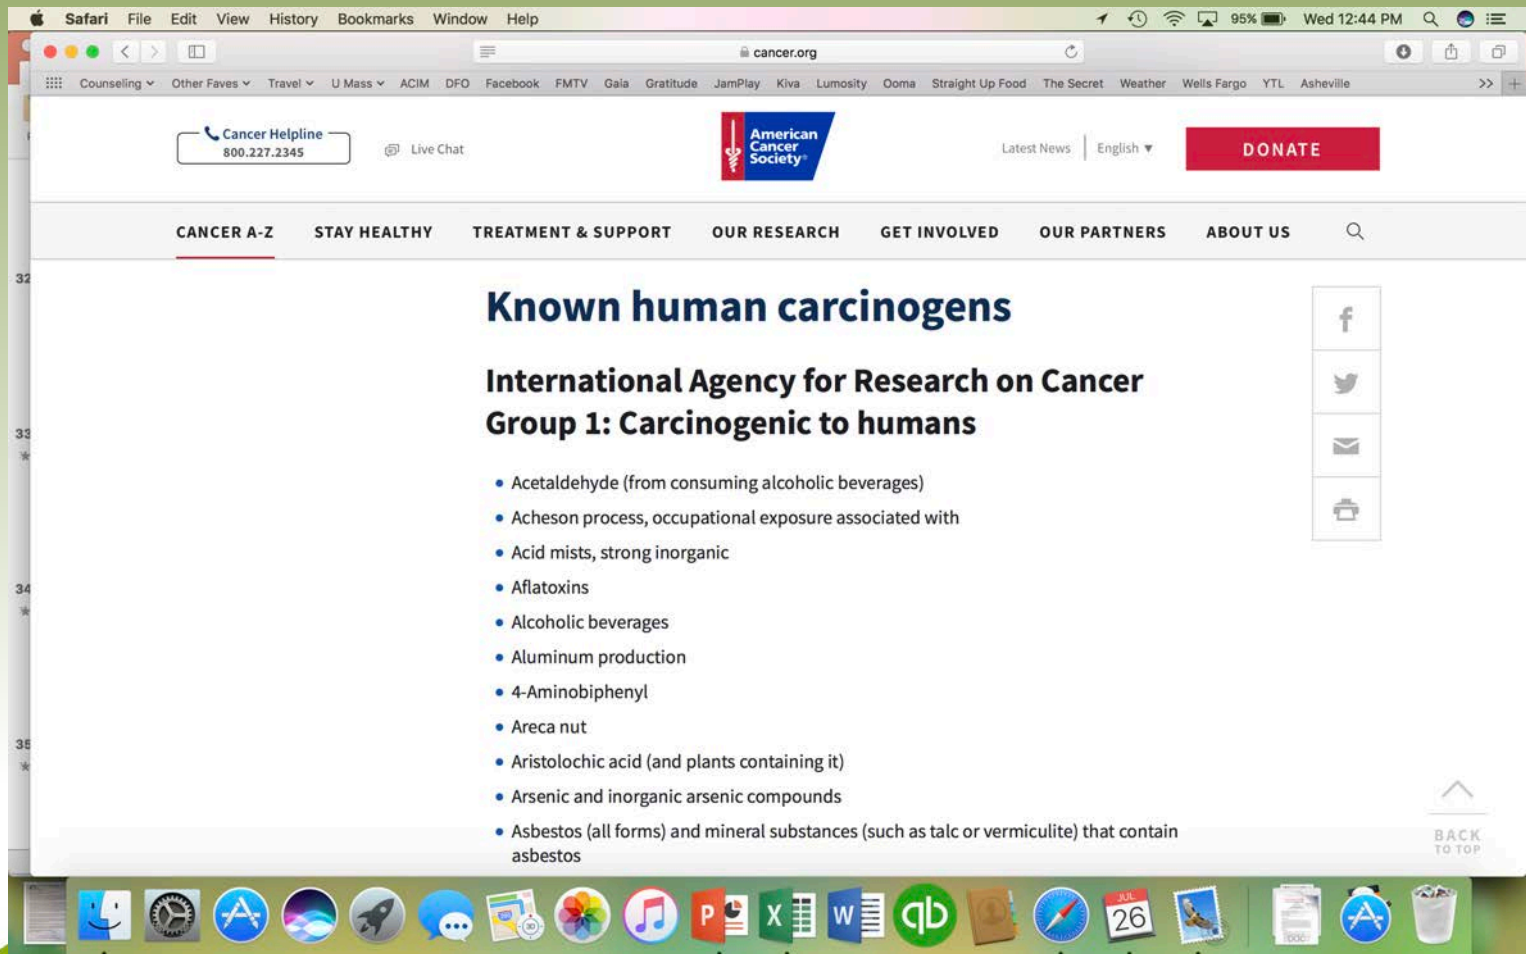 Safari File Edit View History Bookmarks Window Help 95% Wed 12:44 PM
cancer.org
Counseling Other Faves Travel U Mass ACIM DFO Facebook FMTV Gaia Gratitude JamPlay Kiva Lumosity Ooma Straight Up Food The Secret Weather Wells Fargo YTL Asheville >> +
Cancer Helpline
800.227.2345
Live Chat
American
Cancer
Society®
Latest News English
DONATE
CANCER A-Z STAY HEALTHY TREATMENT & SUPPORT OUR RESEARCH GET INVOLVED OUR PARTNERS ABOUT US
32
33
34
35
Known human carcinogens
International Agency for Research on Cancer
Group 1: Carcinogenic to humans
• Acetaldehyde (from consuming alcoholic beverages)
• Acheson process, occupational exposure associated with
• Acid mists, strong inorganic
• Aflatoxins
• Alcoholic beverages
• Aluminum production
• 4-Aminobiphenyl
• Areca nut
• Aristolochic acid (and plants containing it)
• Arsenic and inorganic arsenic compounds
• Asbestos (all forms) and mineral substances (such as talc or vermiculite) that contain
asbestos
BACK
TO TOP
P X W qb
JUL
26